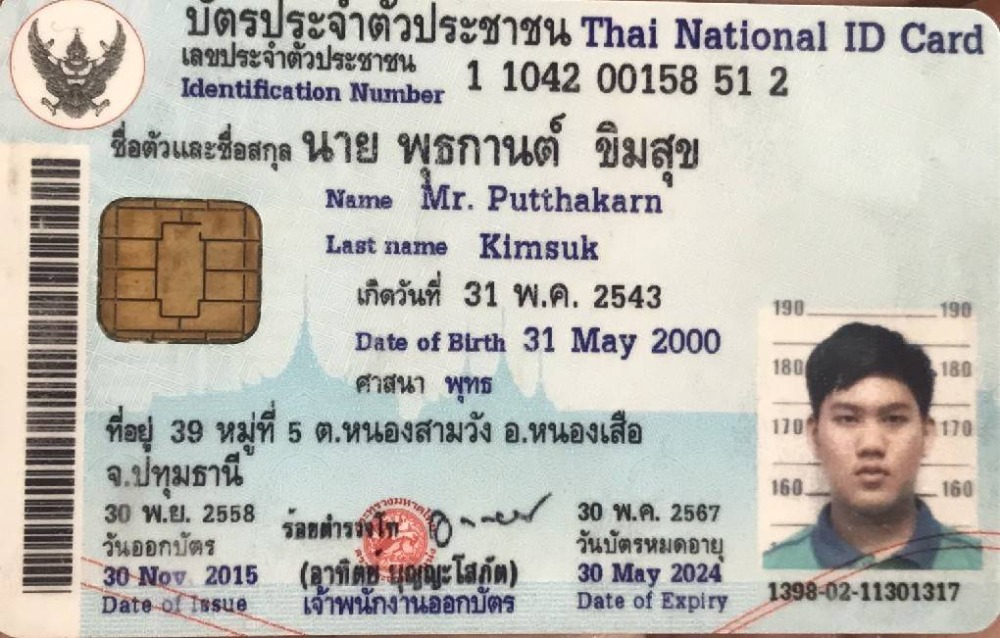 บัตรประจำตัวประชาชน Thai National ID Card
เลขประจำตัวประชาชน
Identification Number 1 1042 00158 51 2
ชื่อตัวและชื่อสกุล นาย พุธกานต์ ขิมสุข
Name Mr. Putthakarn
Last name Kimsuk
เกิดวันที่ 31 พ.ค. 2543
Date of Birth 31 May 2000
ศาสนา พุทธ
ที่อยู่ 39 หมู่ที่ 5 ต.หนองสามวัง อ.หนองเสือ
จ.ปทุมธานี
30 พ.ย. 2558
วันออกบัตร
30 Nov 2015
Date of Issue
ร้อยตำรวจโท
(อาทิตย์ บุญญะโสภัต)
เจ้าพนักงานออกบัตร
30 พ.ค. 2567
วันบัตรหมดอายุ
30 May 2024
Date of Expiry
190 190
180 180
170 170
160 160
1398-02-11301317